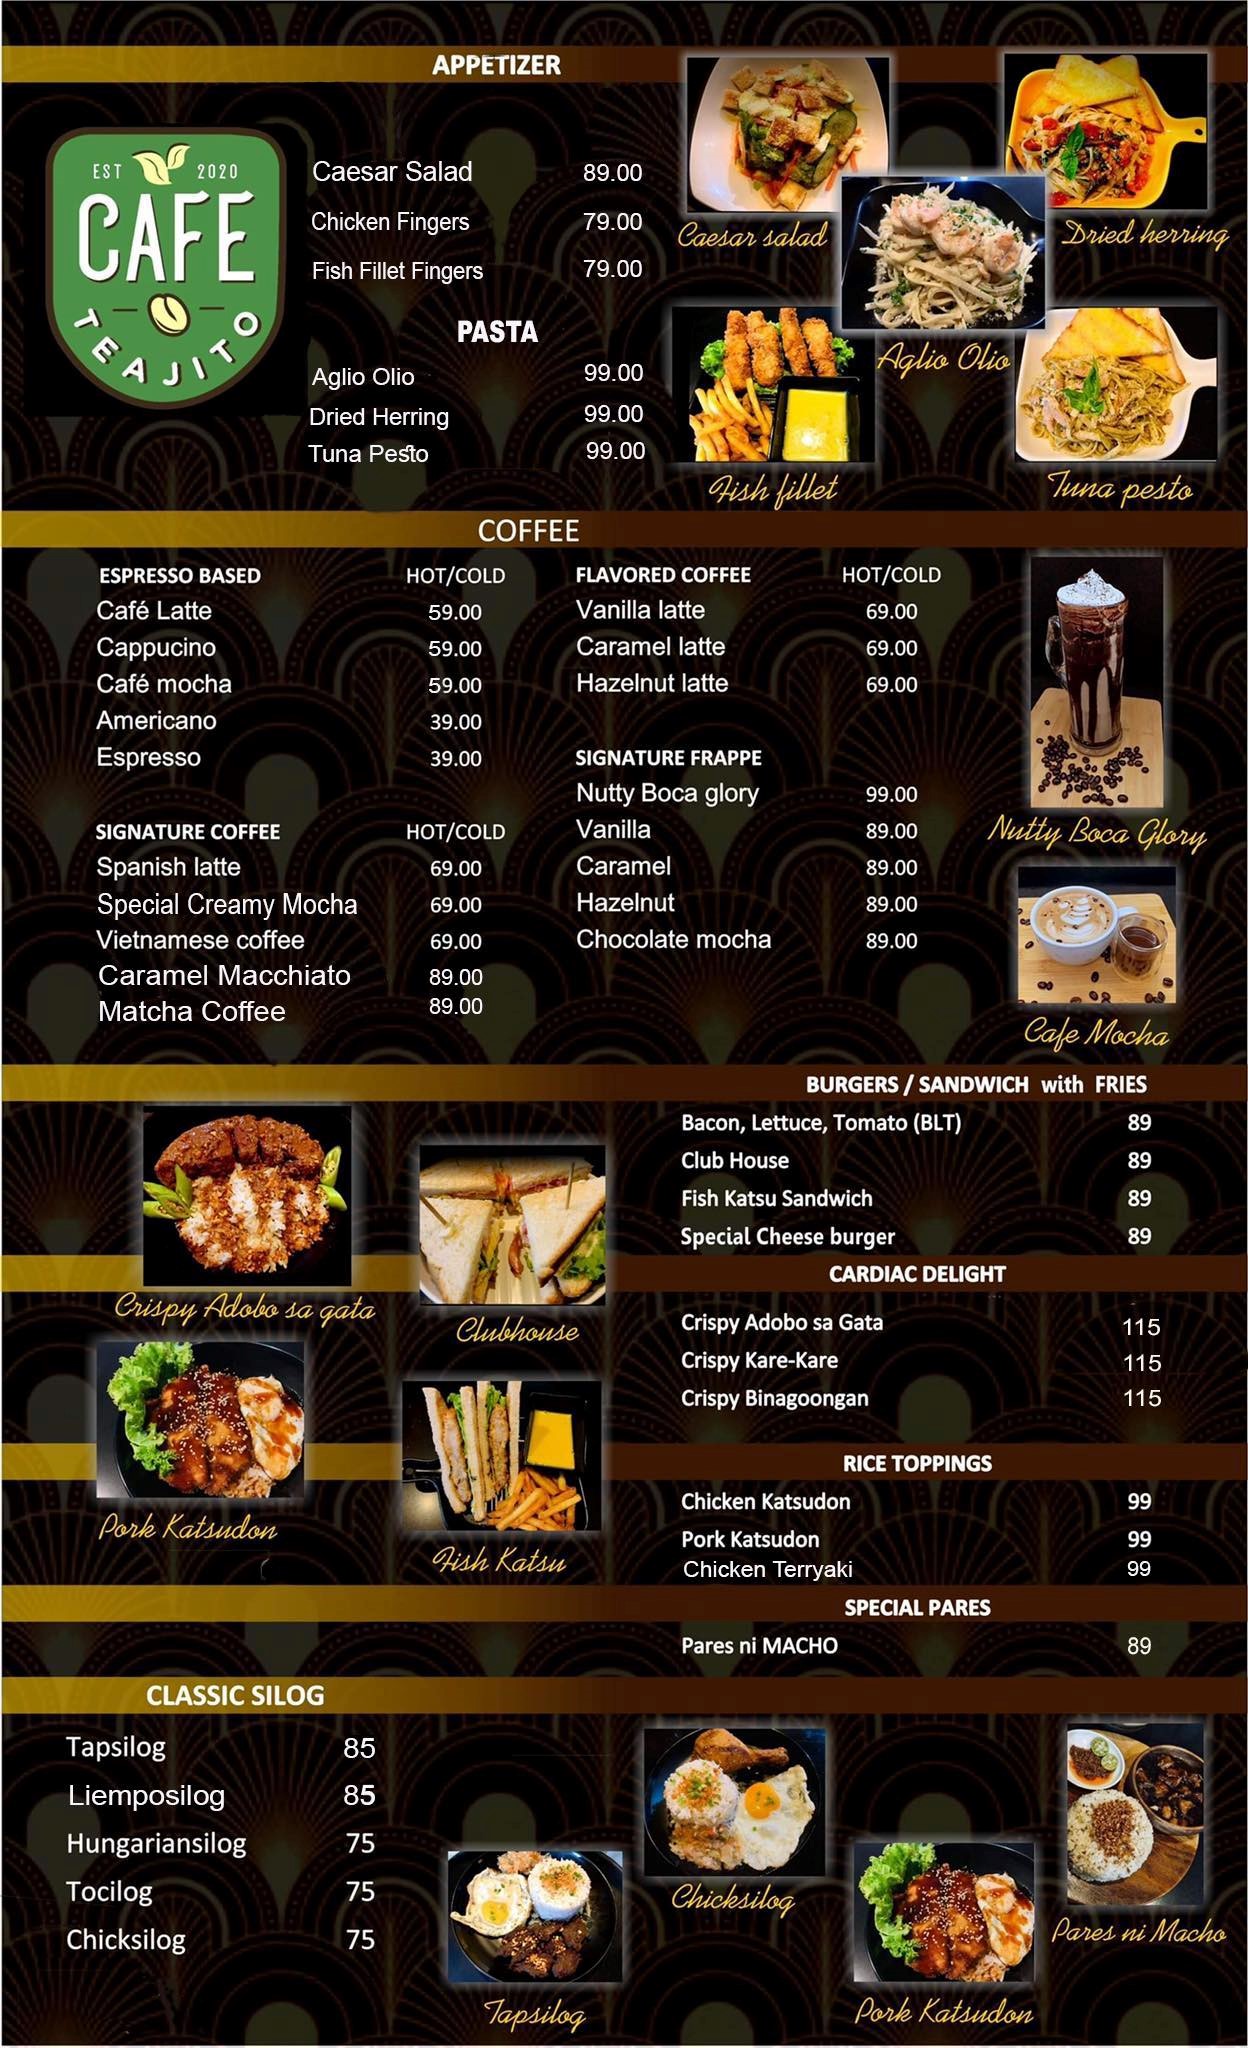 APPETIZER
EST 2020
CAFE
TEAJITO
Caesar Salad 89.00
Chicken Fingers 79.00
Fish Fillet Fingers 79.00
PASTA
Aglio Olio 99.00
Dried Herring 99.00
Tuna Pesto 99.00
Caesar salad
Dried herring
Aglio Olio
Fish fillet
Tuna pesto
COFFEE
ESPRESSO BASED HOT/COLD
Café Latte 59.00
Cappucino 59.00
Café mocha 59.00
Americano 39.00
Espresso 39.00
SIGNATURE COFFEE HOT/COLD
Spanish latte 69.00
Special Creamy Mocha 69.00
Vietnamese coffee 69.00
Caramel Macchiato 89.00
Matcha Coffee 89.00
FLAVORED COFFEE HOT/COLD
Vanilla latte 69.00
Caramel latte 69.00
Hazelnut latte 69.00
SIGNATURE FRAPPE
Nutty Boca glory 99.00
Vanilla 89.00
Caramel 89.00
Hazelnut 89.00
Chocolate mocha 89.00
Nutty Boca Glory
Cafe Mocha
BURGERS / SANDWICH with FRIES
Bacon, Lettuce, Tomato (BLT) 89
Club House 89
Fish Katsu Sandwich 89
Special Cheese burger 89
CARDIAC DELIGHT
Crispy Adobo sa Gata 115
Crispy Kare-Kare 115
Crispy Binagoongan 115
RICE TOPPINGS
Chicken Katsudon 99
Pork Katsudon 99
Chicken Terryaki 99
SPECIAL PARES
Pares ni MACHO 89
Crispy Adobo sa gata
Clubhouse
Pork Katsudon
Fish Katsu
CLASSIC SILOG
Tapsilog 85
Liemposilog 85
Hungariansilog 75
Tocilog 75
Chicksilog 75
Chicksilog
Pares ni Macho
Tapsilog
Pork Katsudon